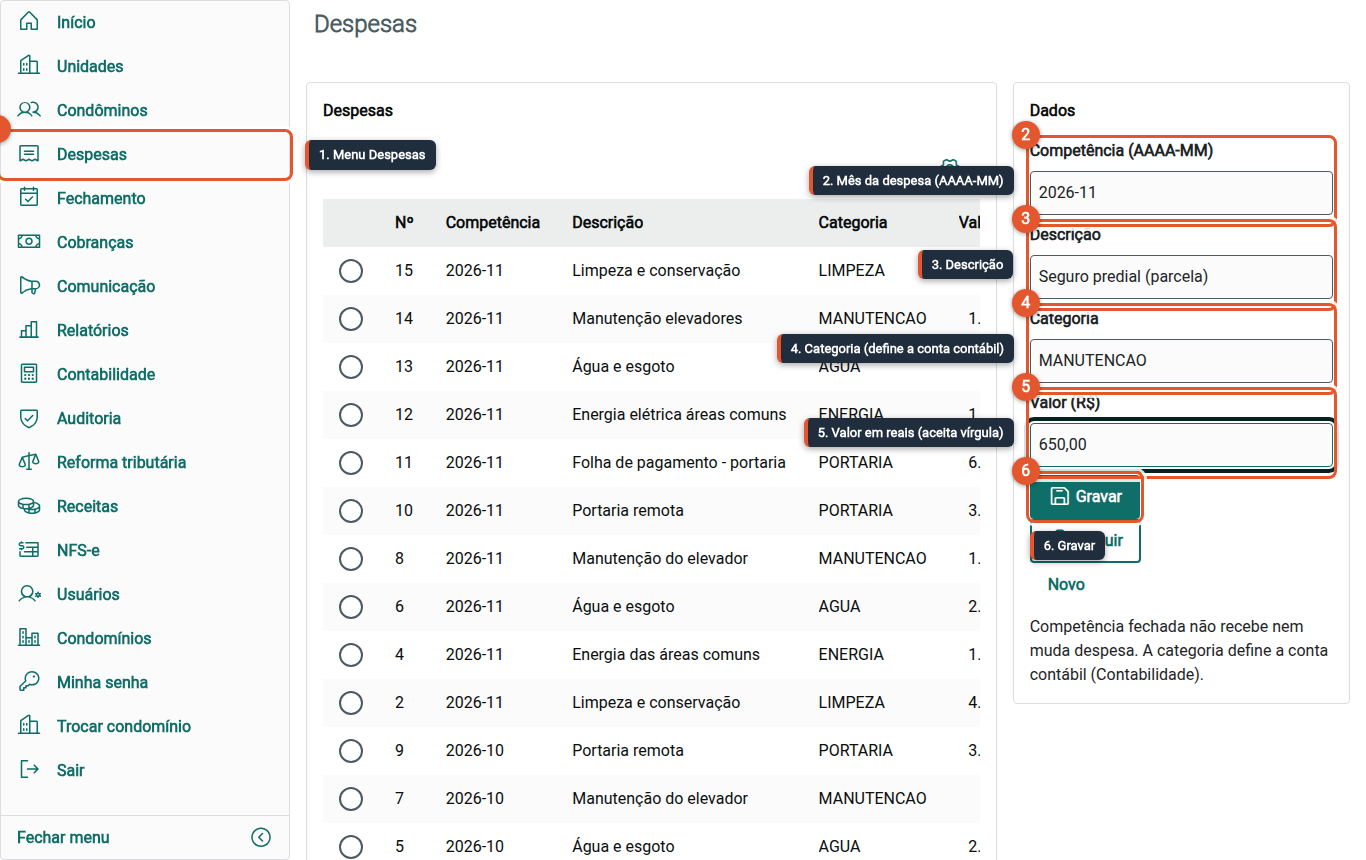 Início
Unidades
Condôminos
Despesas
Fechamento
Cobranças
Comunicação
Relatórios
Contabilidade
Auditoria
Reforma tributária
Receitas
NFS-e
Usuários
Condomínios
Minha senha
Trocar condomínio
Sair
Fechar menu
Despesas
Despesas
1. Menu Despesas
Nº Competência Descrição Categoria Val
15 2026-11 Limpeza e conservação LIMPEZA
14 2026-11 Manutenção elevadores MANUTENCAO 1.
13 2026-11 Água e esgoto AGUA
12 2026-11 Energia elétrica áreas comuns ENERGIA 1.
11 2026-11 Folha de pagamento - portaria PORTARIA 6.
10 2026-11 Portaria remota PORTARIA 3.
8 2026-11 Manutenção do elevador MANUTENCAO 1.
6 2026-11 Água e esgoto AGUA 2.
4 2026-11 Energia das áreas comuns ENERGIA 1.
2 2026-11 Limpeza e conservação LIMPEZA 4.
9 2026-10 Portaria remota PORTARIA 3.
7 2026-10 Manutenção do elevador MANUTENCAO
5 2026-10 Água e esgoto AGUA 2.
Dados
2
Competência (AAAA-MM)
2. Mês da despesa (AAAA-MM)
2026-11
3
Descrição
3. Descrição
Seguro predial (parcela)
4
Categoria
4. Categoria (define a conta contábil)
MANUTENCAO
5
Valor (R$)
5. Valor em reais (aceita vírgula)
650,00
6
Gravar
6. Gravar
uir
Novo
Competência fechada não recebe nem
muda despesa. A categoria define a conta
contábil (Contabilidade).